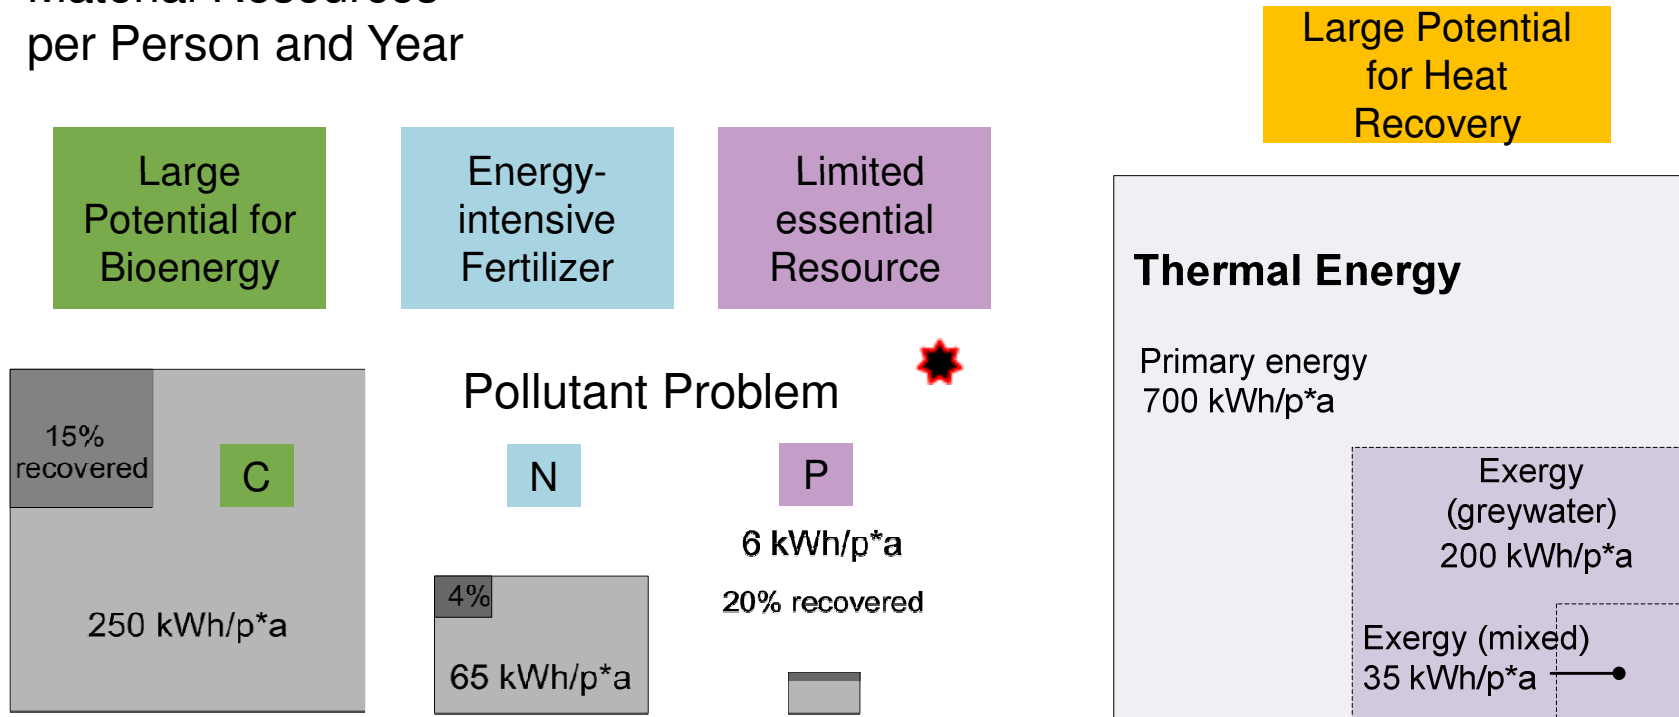 per Person and Year
Large Potential
for Heat
Recovery
Large
Potential for
Bioenergy
Energy-
intensive
Fertilizer
Limited
essential
Resource
Thermal Energy
Primary energy
700 kWh/p*a
Pollutant Problem
15%
recovered
C
N
P
6 kWh/p*a
20% recovered
4%
250 kWh/p*a
65 kWh/p*a
Exergy
(greywater)
200 kWh/p*a
Exergy (mixed)
35 kWh/p*a